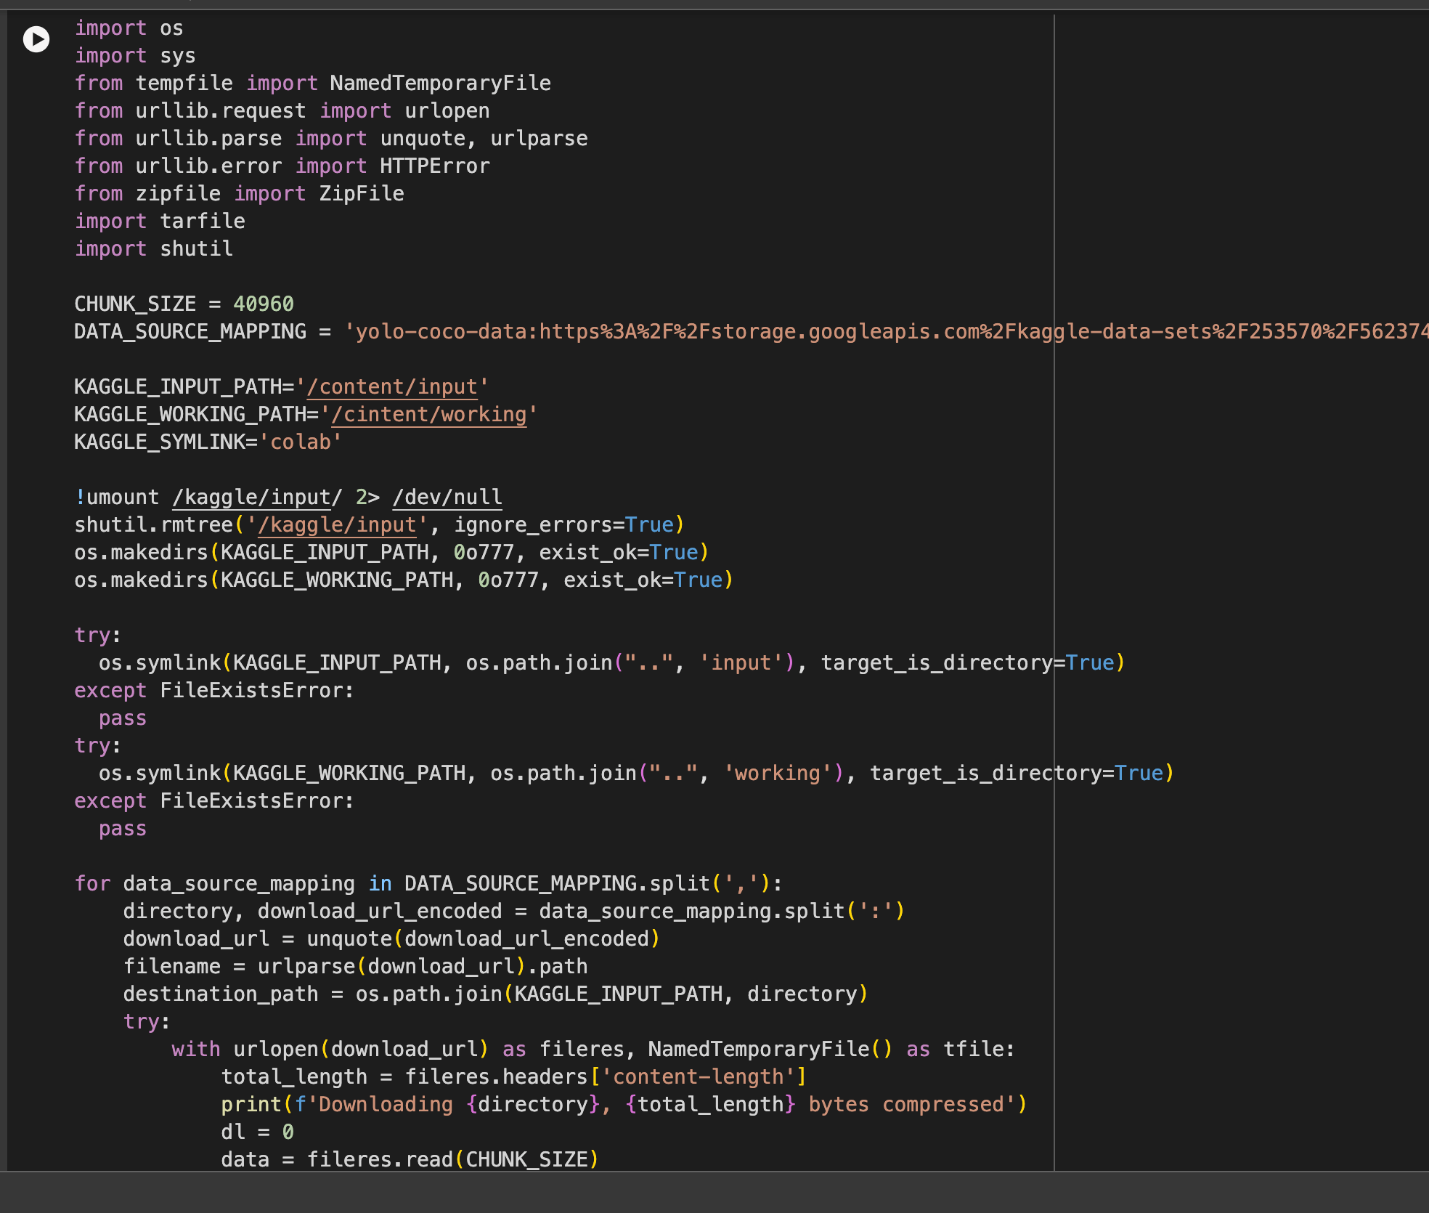 import os
import sys
from tempfile import NamedTemporaryFile
from urllib.request import urlopen
from urllib.parse import unquote, urlparse
from urllib.error import HTTPError
from zipfile import ZipFile
import tarfile
import shutil

CHUNK_SIZE = 40960
DATA_SOURCE_MAPPING = 'yolo-coco-data:https%3A%2F%2Fstorage.googleapis.com%2Fkaggle-data-sets%2F253570%2F562374

KAGGLE_INPUT_PATH='/content/input'
KAGGLE_WORKING_PATH='/cintent/working'
KAGGLE_SYMLINK='colab'

!umount /kaggle/input/ 2> /dev/null
shutil.rmtree('/kaggle/input', ignore_errors=True)
os.makedirs(KAGGLE_INPUT_PATH, 0o777, exist_ok=True)
os.makedirs(KAGGLE_WORKING_PATH, 0o777, exist_ok=True)

try:
  os.symlink(KAGGLE_INPUT_PATH, os.path.join("..", 'input'), target_is_directory=True)
except FileExistsError:
  pass
try:
  os.symlink(KAGGLE_WORKING_PATH, os.path.join("..", 'working'), target_is_directory=True)
except FileExistsError:
  pass

for data_source_mapping in DATA_SOURCE_MAPPING.split(','):
    directory, download_url_encoded = data_source_mapping.split(':')
    download_url = unquote(download_url_encoded)
    filename = urlparse(download_url).path
    destination_path = os.path.join(KAGGLE_INPUT_PATH, directory)
    try:
        with urlopen(download_url) as fileres, NamedTemporaryFile() as tfile:
            total_length = fileres.headers['content-length']
            print(f'Downloading {directory}, {total_length} bytes compressed')
            dl = 0
            data = fileres.read(CHUNK_SIZE)